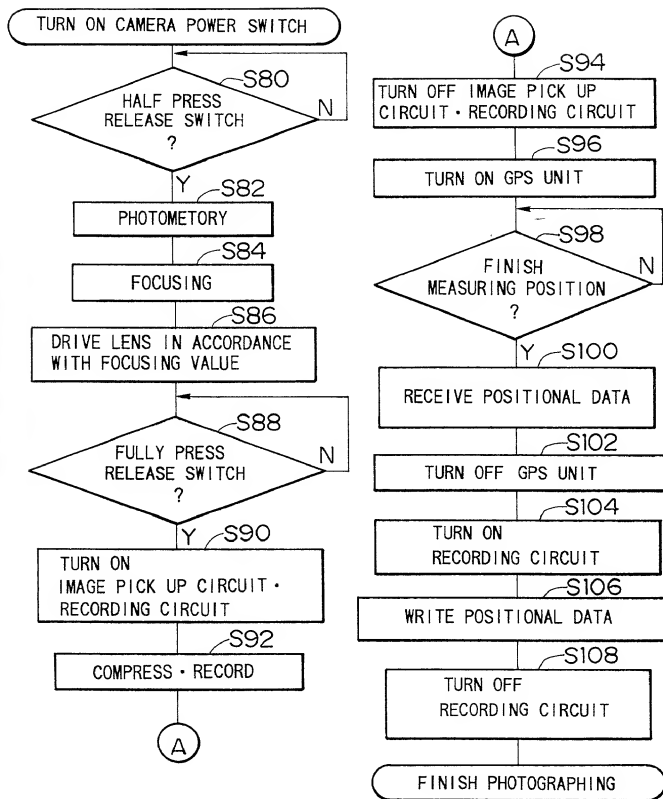 TURN ON CAMERA POWER SWITCH
S80
HALF PRESS
RELEASE SWITCH
?
N
Y
S82
PHOTOMETORY
S84
FOCUSING
S86
DRIVE LENS IN ACCORDANCE
WITH FOCUSING VALUE
S88
FULLY PRESS
RELEASE SWITCH
?
N
Y
S90
TURN ON
IMAGE PICK UP CIRCUIT・
RECORDING CIRCUIT
S92
COMPRESS・RECORD
A
A
S94
TURN OFF IMAGE PICK UP
CIRCUIT・RECORDING CIRCUIT
S96
TURN ON GPS UNIT
S98
FINISH
MEASURING POSITION
?
N
Y
S100
RECEIVE POSITIONAL DATA
S102
TURN OFF GPS UNIT
S104
TURN ON
RECORDING CIRCUIT
S106
WRITE POSITIONAL DATA
S108
TURN OFF
RECORDING CIRCUIT
FINISH PHOTOGRAPHING